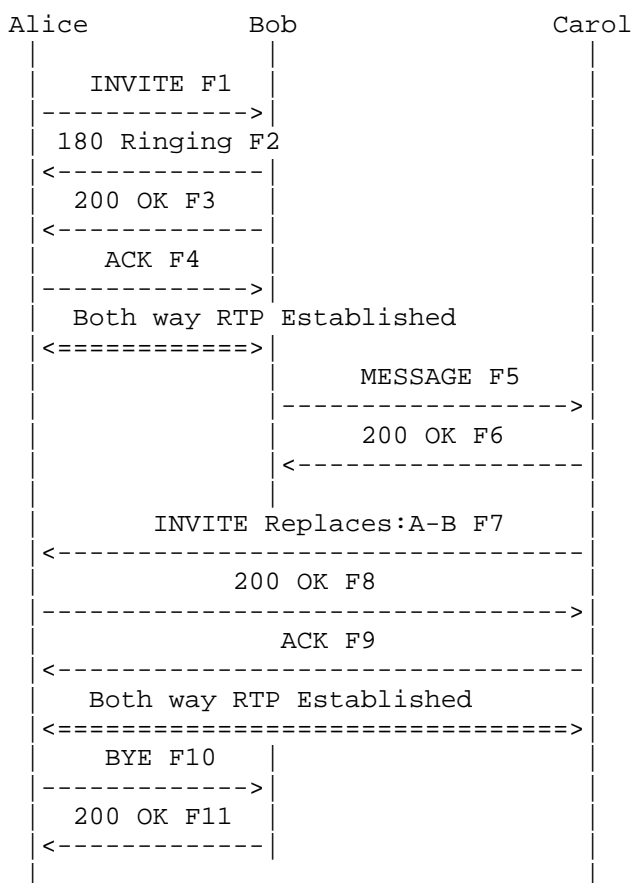 Alice Bob Carol
INVITE F1
180 Ringing F2
200 OK F3
ACK F4
Both way RTP Established
MESSAGE F5
200 OK F6
INVITE Replaces:A-B F7
200 OK F8
ACK F9
Both way RTP Established
BYE F10
200 OK F11